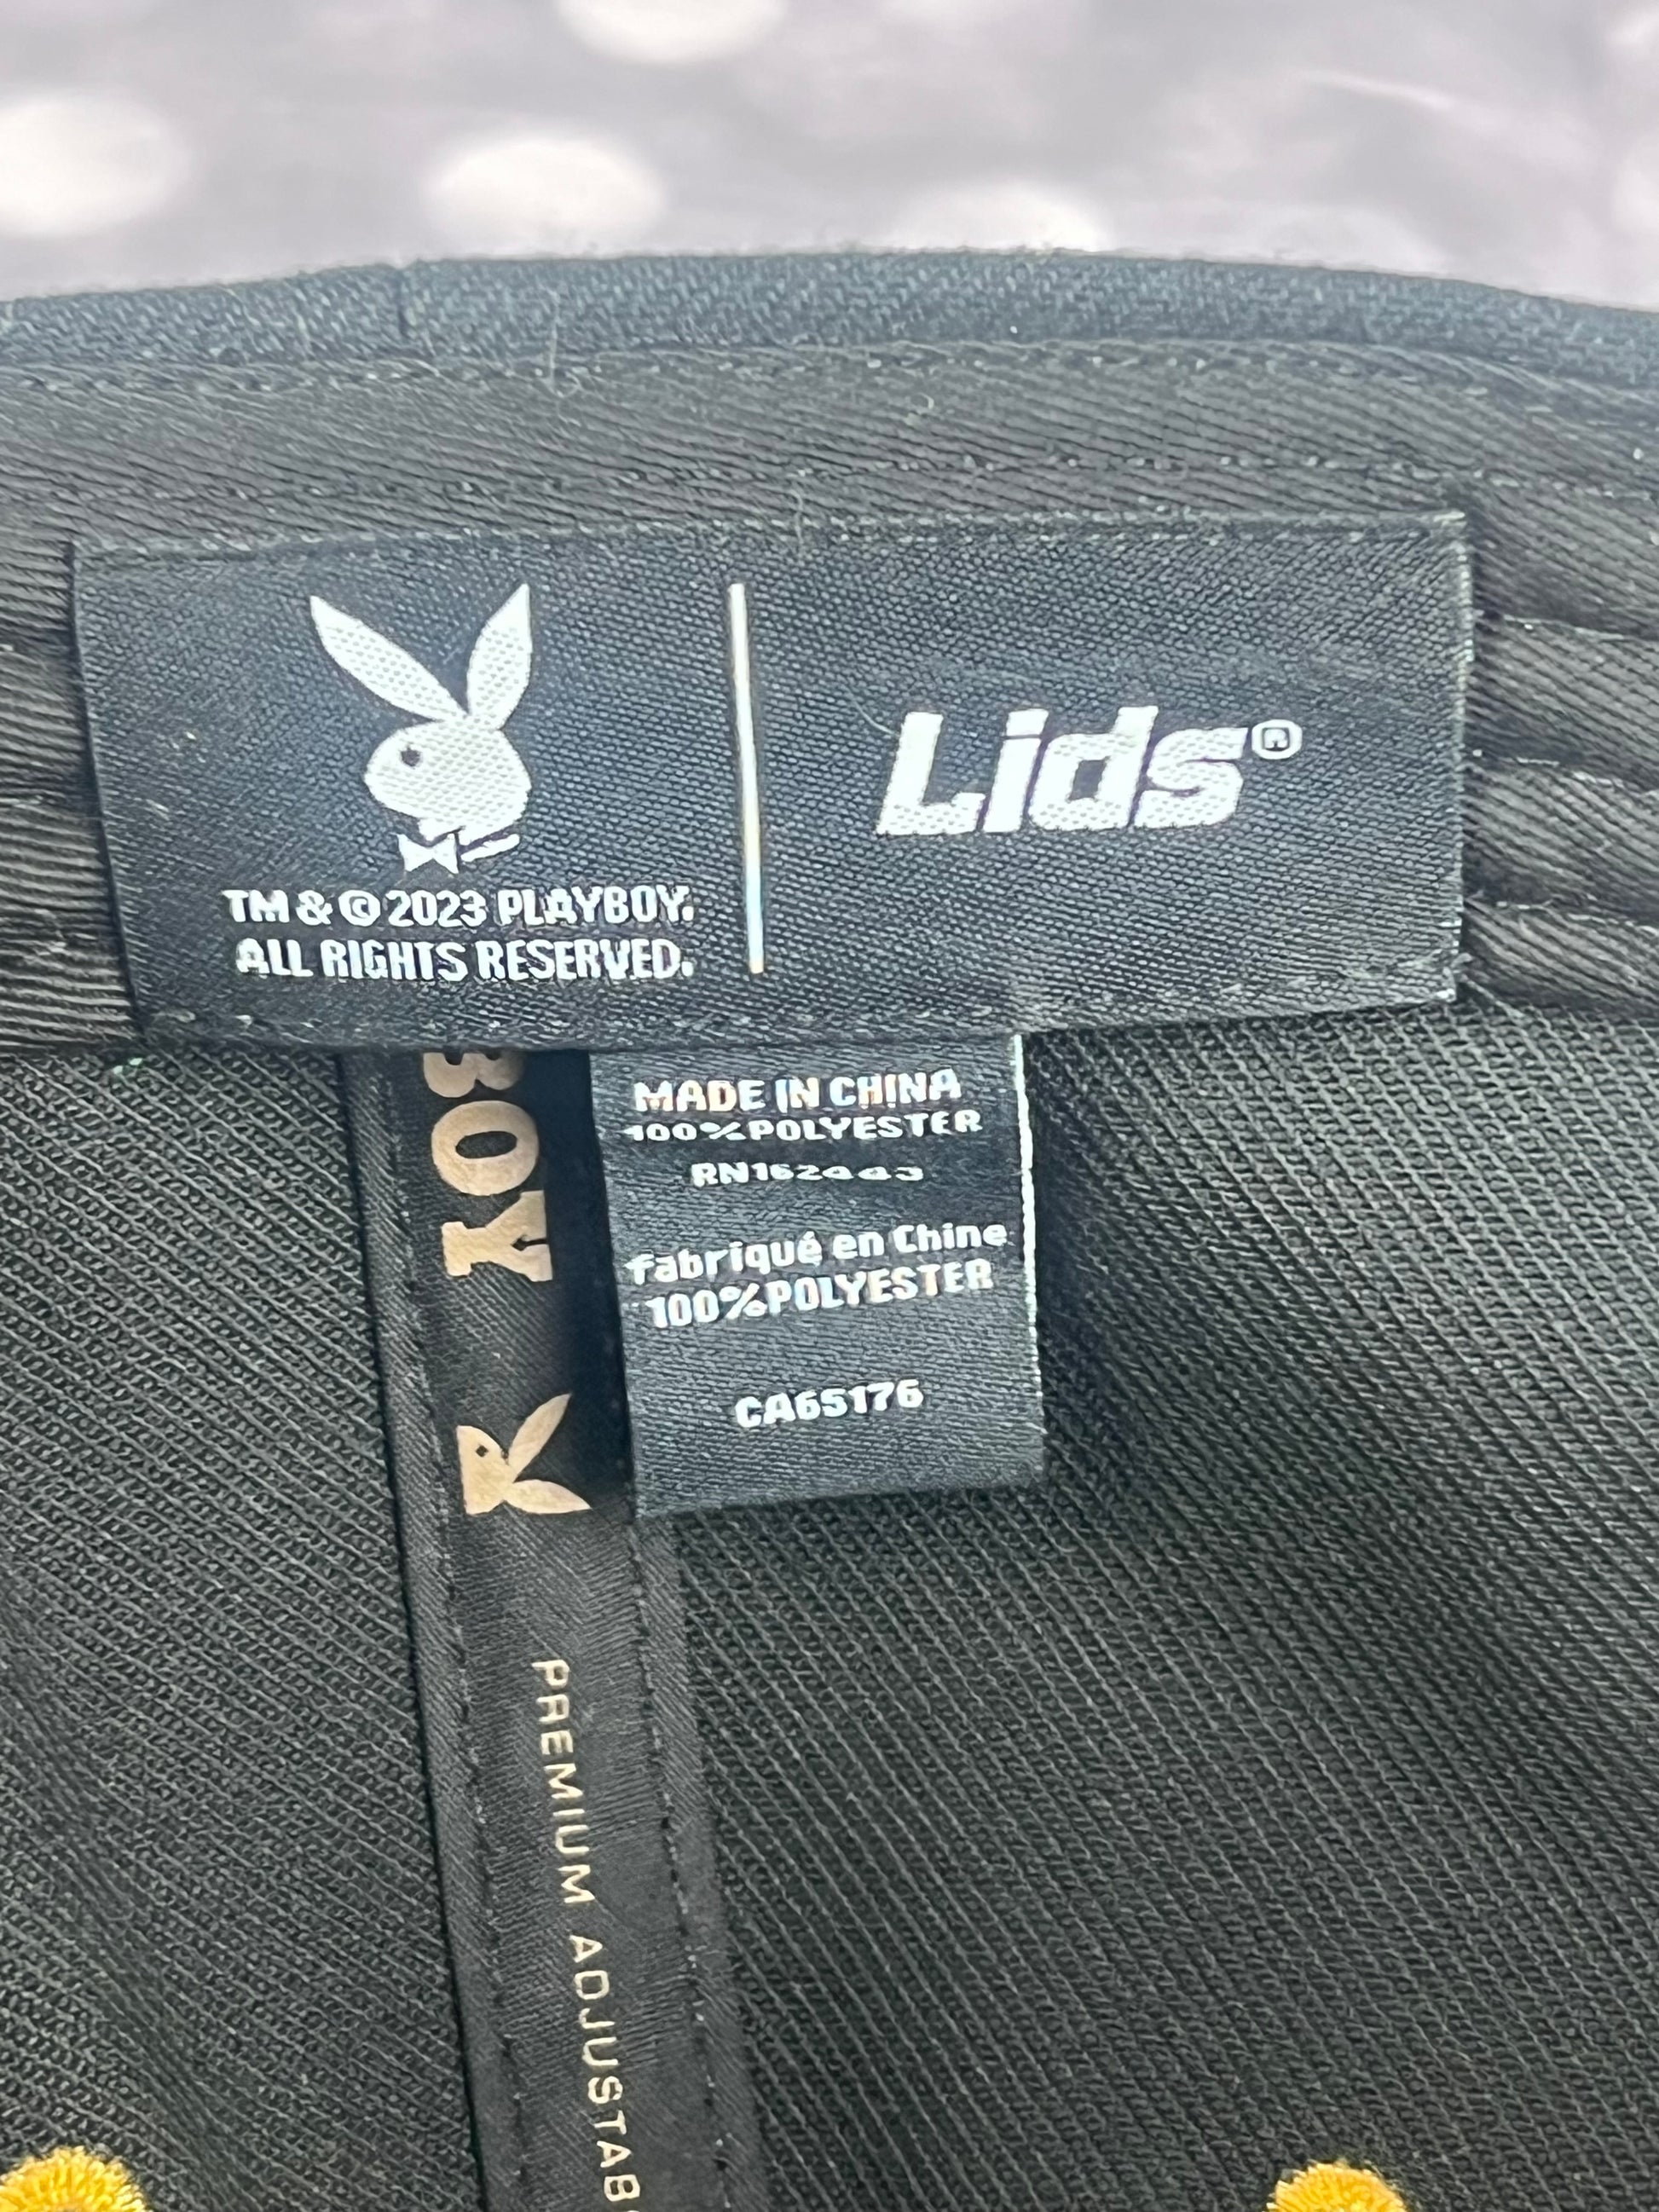 Lids®
TM & © 2023 PLAYBOY.
ALL RIGHTS RESERVED.
MADE IN CHINA
100%POLYESTER
RN162443
fabriqué en Chine
100%POLYESTER
CA65176
BOY
PREMIUM ADJUSTAB